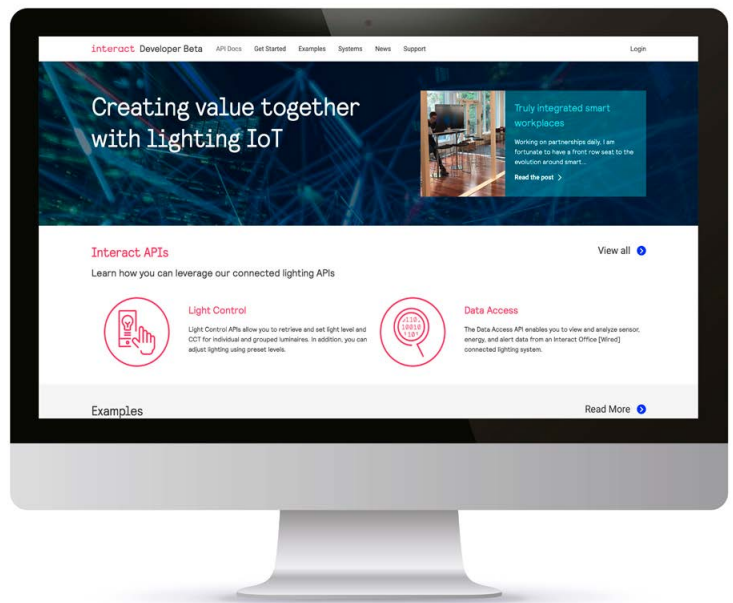 interact Developer Beta API Docs Get Started Examples Systems News Support Login
Creating value together
with lighting IoT
Truly integrated smart
workplaces
Working on partnerships daily, I am
fortunate to have a front row seat to the
evolution around smart...
Read the post
Interact APIs
View all
Learn how you can leverage our connected lighting APIs
Light Control
Light Control APIs allow you to retrieve and set light level and
CCT for individual and grouped luminaires. In addition, you can
adjust lighting using preset levels.
Data Access
The Data Access API enables you to view and analyze sensor,
energy, and alert data from an Interact Office [Wired]
connected lighting system.
10010
Examples
Read More